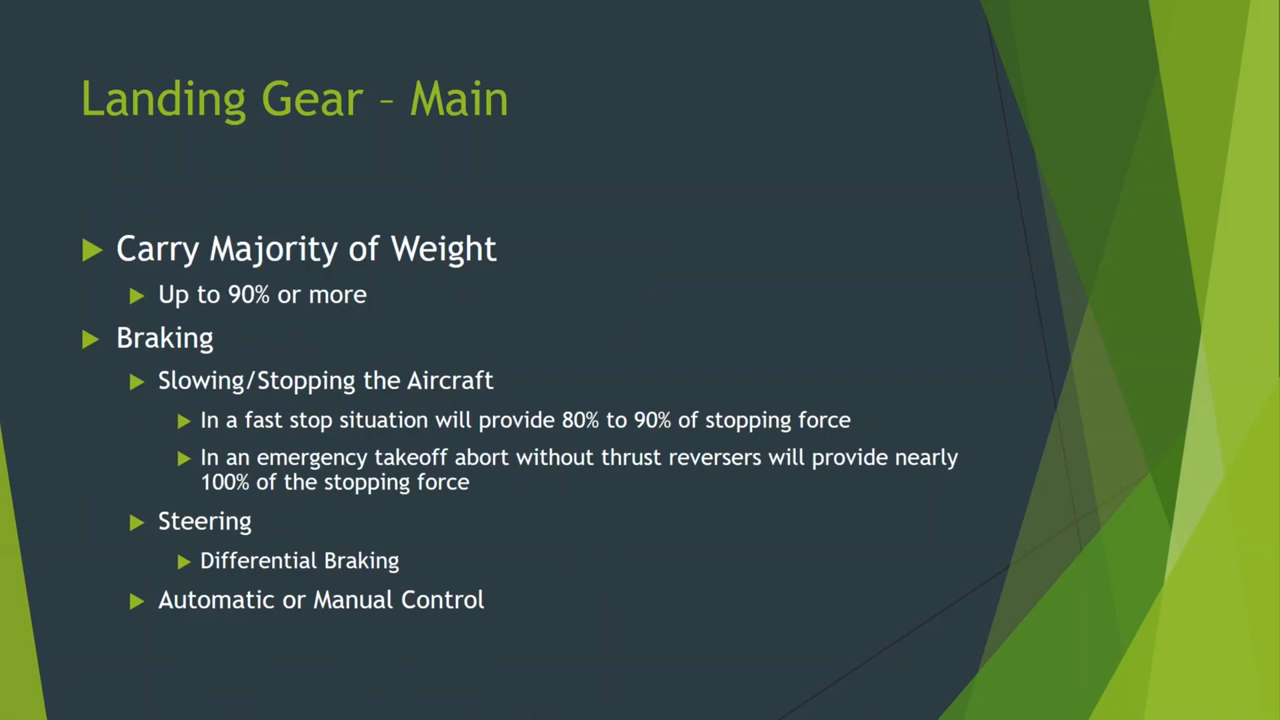 Landing Gear – Main
Carry Majority of Weight
Up to 90% or more
Braking
Slowing/Stopping the Aircraft
In a fast stop situation will provide 80% to 90% of stopping force
In an emergency takeoff abort without thrust reversers will provide nearly
100% of the stopping force
Steering
Differential Braking
Automatic or Manual Control